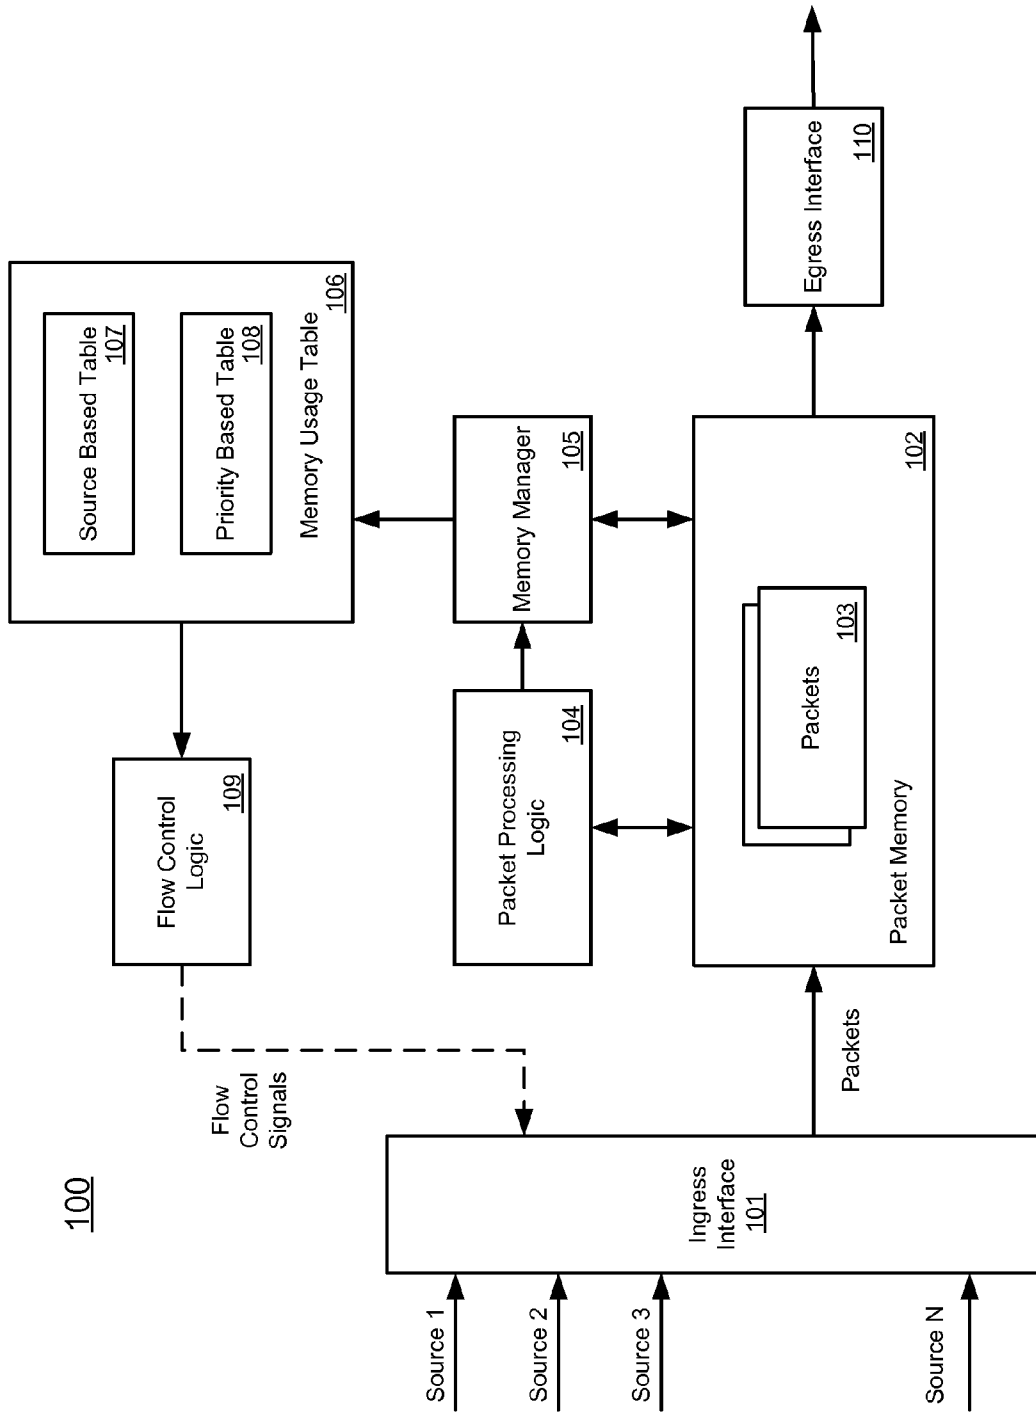 100
Source 1
Source 2
Source 3
Source N
Ingress
Interface
101
Flow
Control
Signals
Packets
Flow Control
Logic
109
Source Based Table
107
Priority Based Table
108
Memory Usage Table
106
Packet Processing
Logic
104
Memory Manager
105
Packets
103
Packet Memory
102
Egress Interface
110